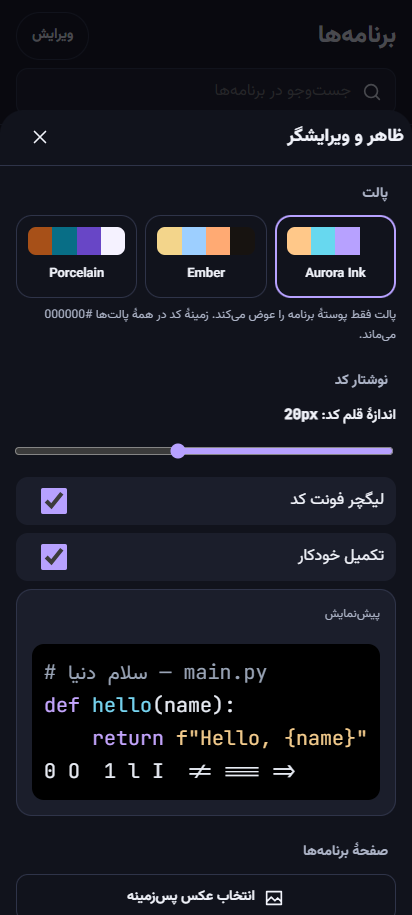 برنامه‌ها
ویرایش
جست‌وجو در برنامه‌ها
ظاهر و ویرایشگر
پالت
Aurora Ink
Ember
Porcelain
پالت فقط پوستهٔ برنامه را عوض می‌کند. زمینهٔ کد در همهٔ پالت‌ها #000000
می‌ماند.
نوشتار کد
اندازهٔ قلم کد: 20px
لیگچر فونت کد
تکمیل خودکار
پیش‌نمایش
# سلام دنیا — main.py
def hello(name):
    return f"Hello, {name}"
0 O  1 l I  ≠ ≡ ⇒
صفحهٔ برنامه‌ها
انتخاب عکس پس‌زمینه